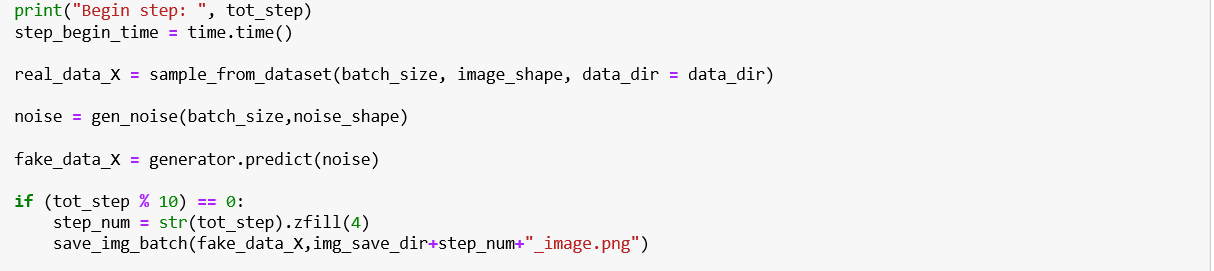 print("Begin step: ", tot_step)
step_begin_time = time.time()
real_data_X = sample_from_dataset(batch_size, image_shape, data_dir = data_dir)
noise = gen_noise(batch_size,noise_shape)
fake_data_X = generator.predict(noise)
if (tot_step % 10) == 0:
    step_num = str(tot_step).zfill(4)
    save_img_batch(fake_data_X,img_save_dir+step_num+"_image.png")